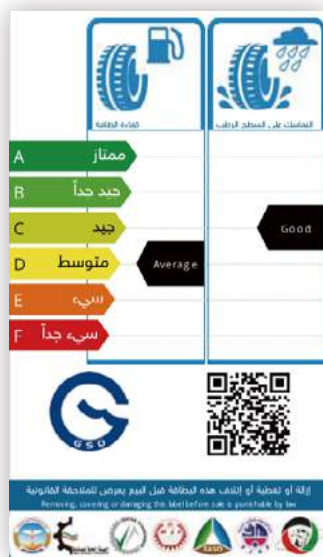 كفاءة الطاقة
التماسك على السطح الرطب
A ممتاز
B جيد جداً
C جيد
Good
D متوسط
Average
E سيء
F سيء جداً
GSO
إزالة أو تغطية أو إتلاف هذه البطاقة قبل البيع يعرض للملاحقة القانونية
Removing, covering or damaging this label before sale is punishable by law
SASO